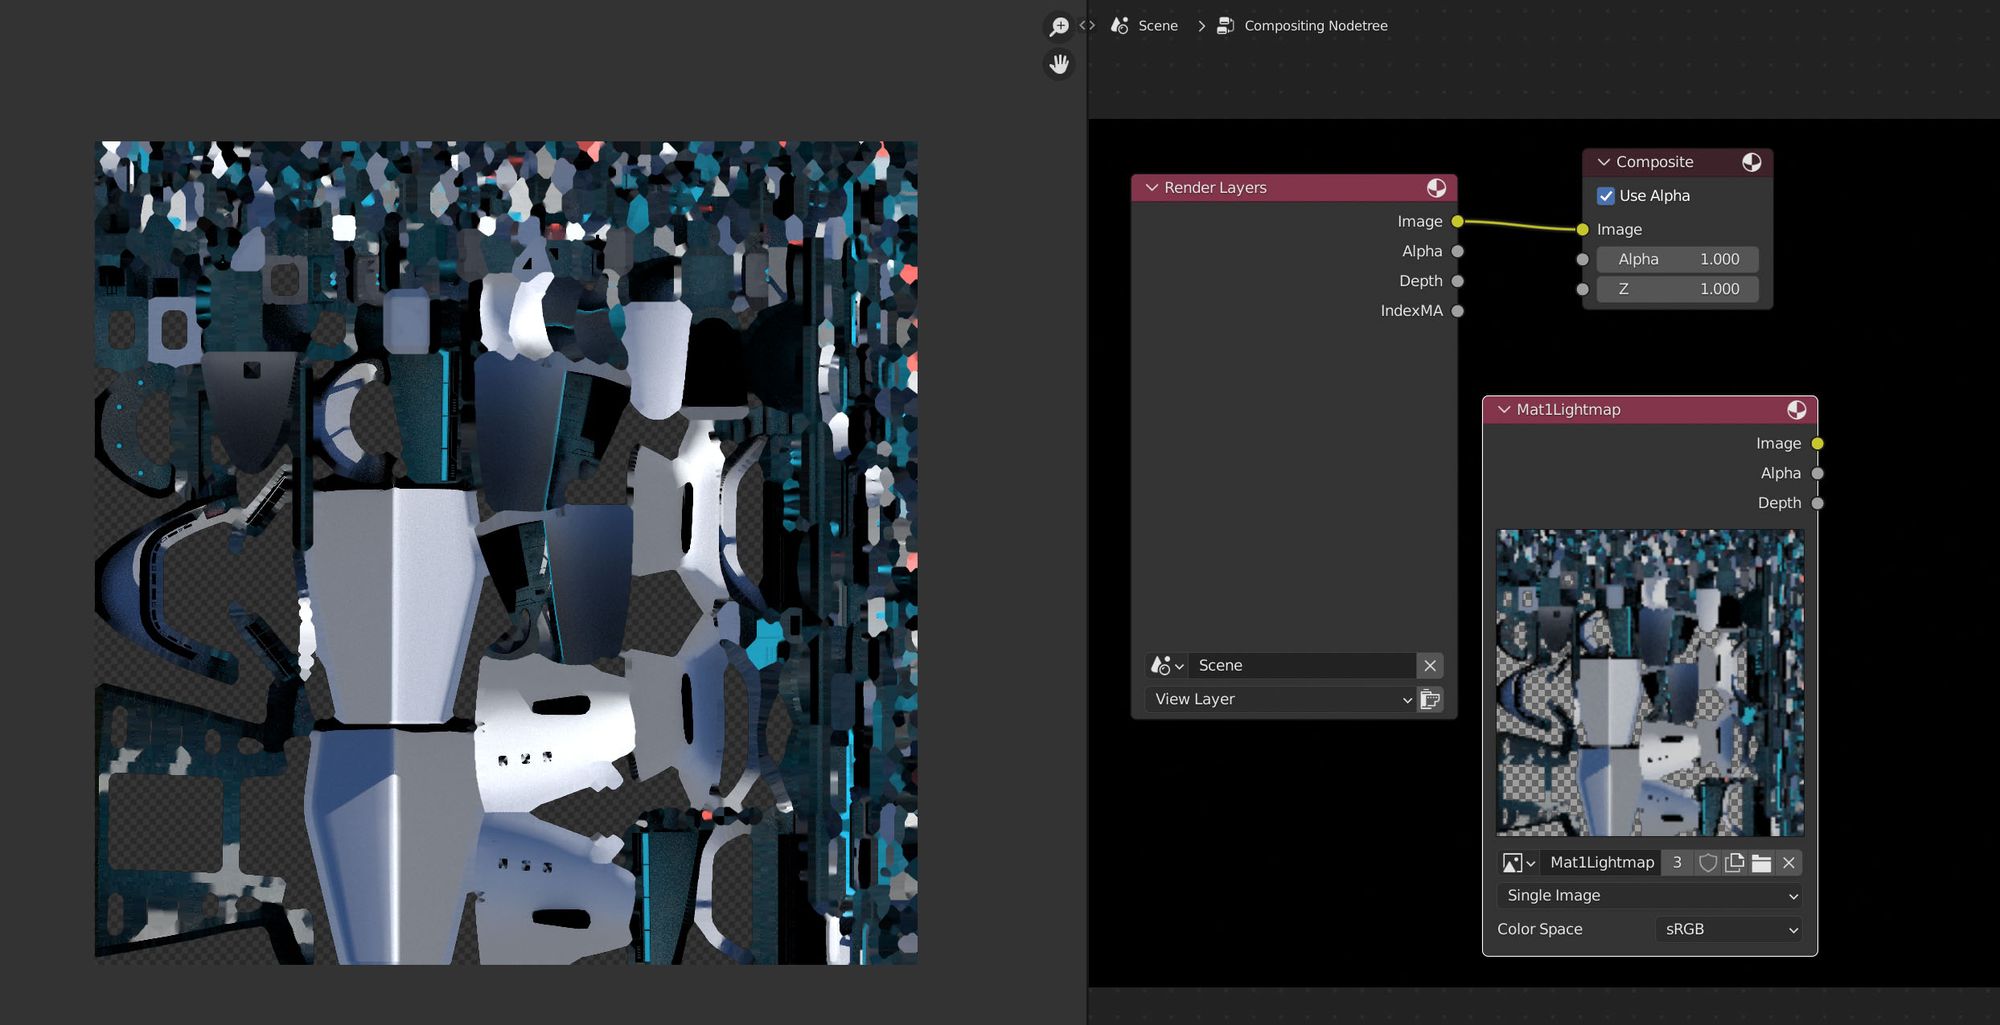 Scene > Compositing Nodetree
Render Layers
Image
Alpha
Depth
IndexMA
Scene
View Layer
Composite
Use Alpha
Image
Alpha 1.000
Z 1.000
Mat1Lightmap
Image
Alpha
Depth
Mat1Lightmap 3
Single Image
Color Space sRGB